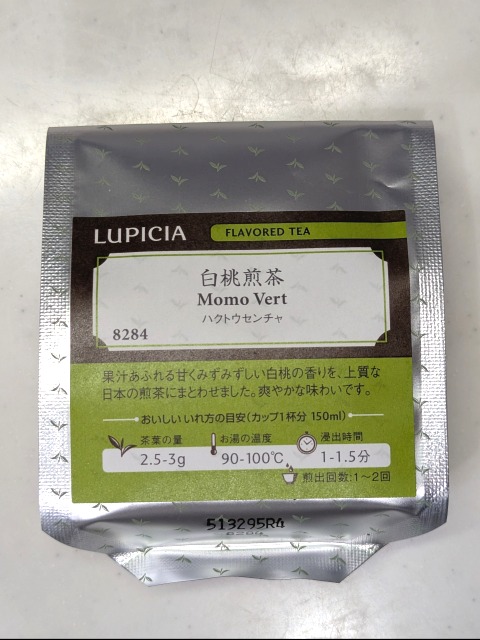 LUPICIA
FLAVORED TEA
白桃煎茶
Momo Vert
ハクトウセンチャ
8284
果汁あふれる甘くみずみずしい白桃の香りを、上質な
日本の煎茶にまとわせました。爽やかな味わいです。
おいしいいれ方の目安(カップ1杯分 150ml)
茶葉の量
2.5-3g
お湯の温度
90-100℃
浸出時間
1-1.5分
煎出回数:1〜2回
513295R4